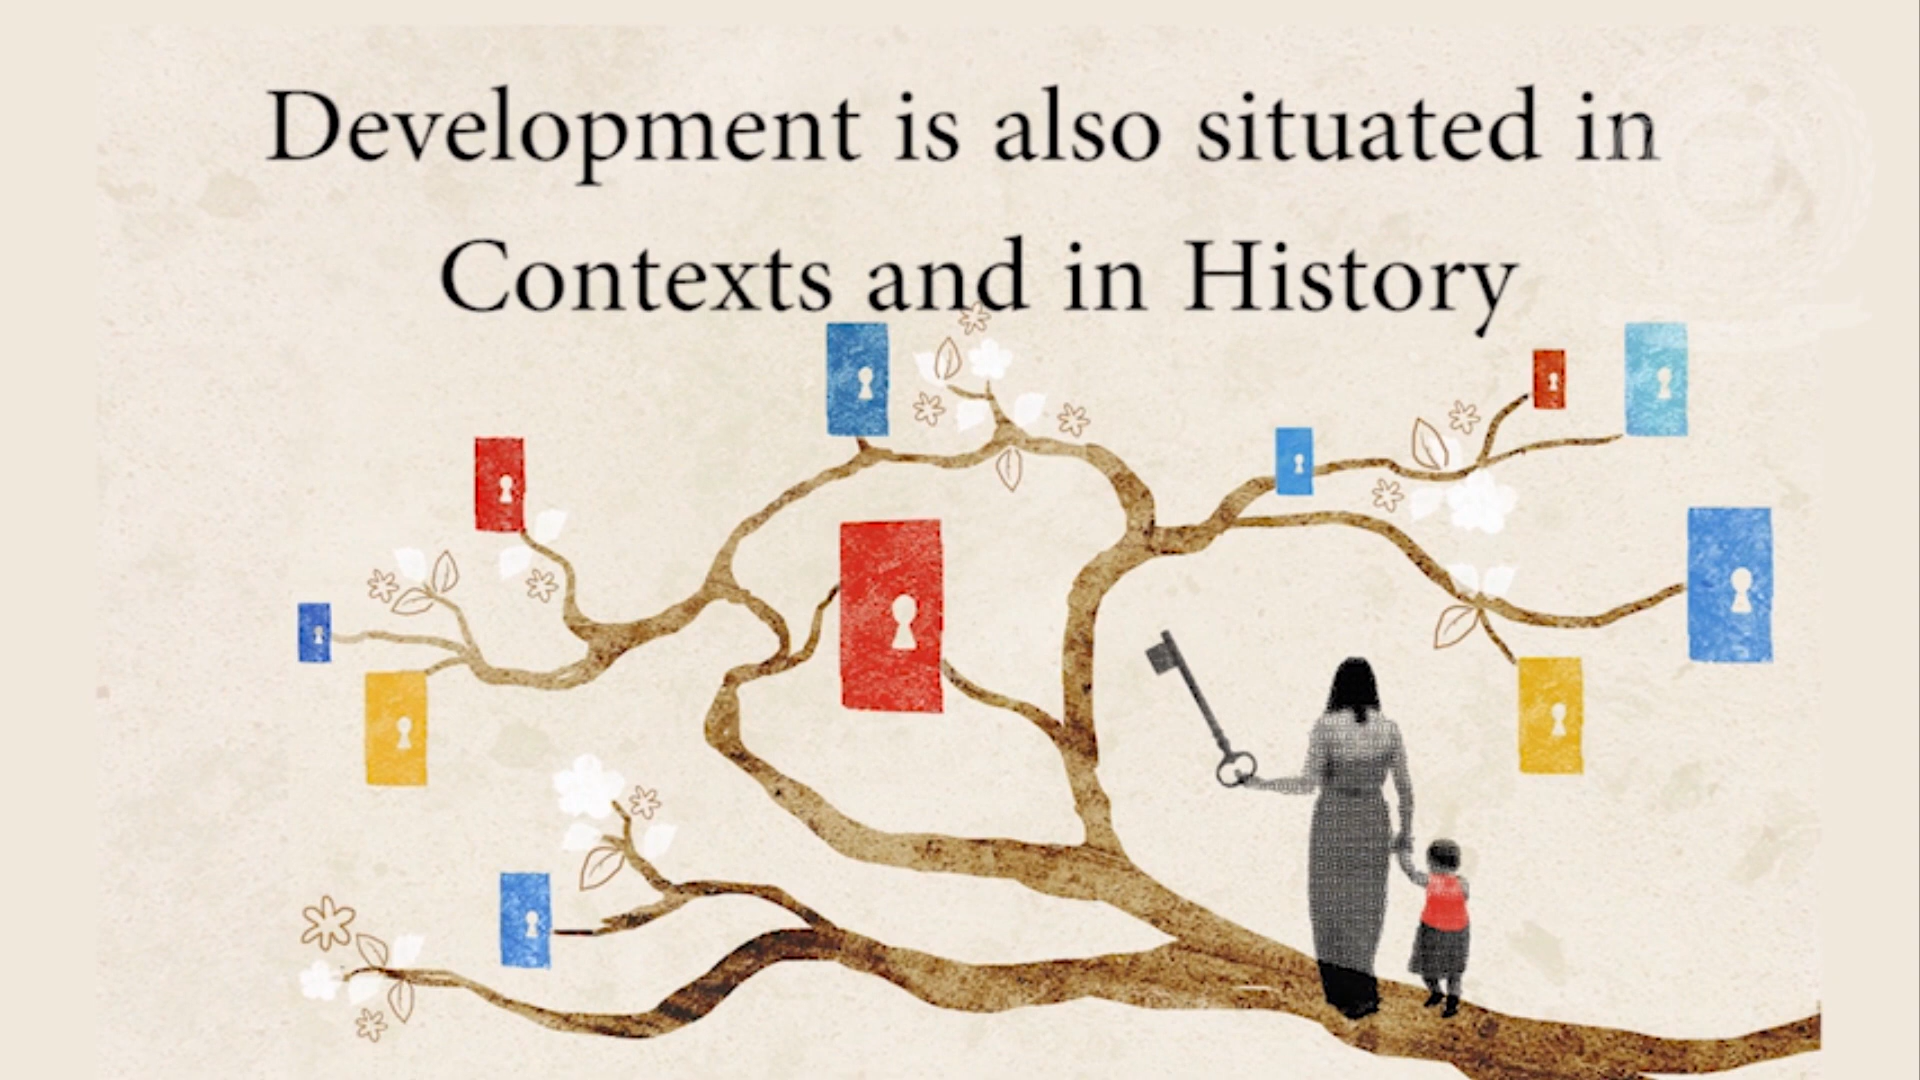 Development is also situated in
Contexts and in History